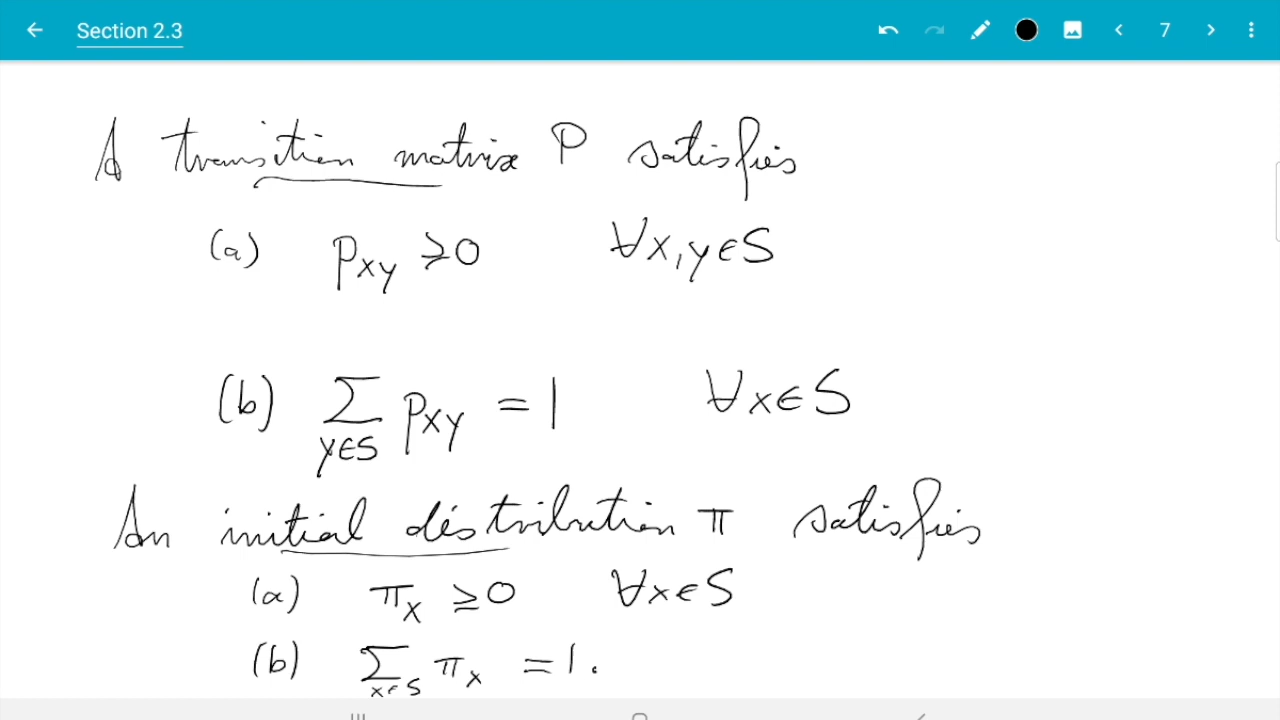 Section 2.3
7
A transition matrix P satisfies
(a) pxy ⩾ 0 ∀x,y∈S
(b) ∑y∈S pxy = 1 ∀x∈S
An initial distribution π satisfies
(a) πx ≥ 0 ∀x∈S
(b) ∑x∈S πx = 1.